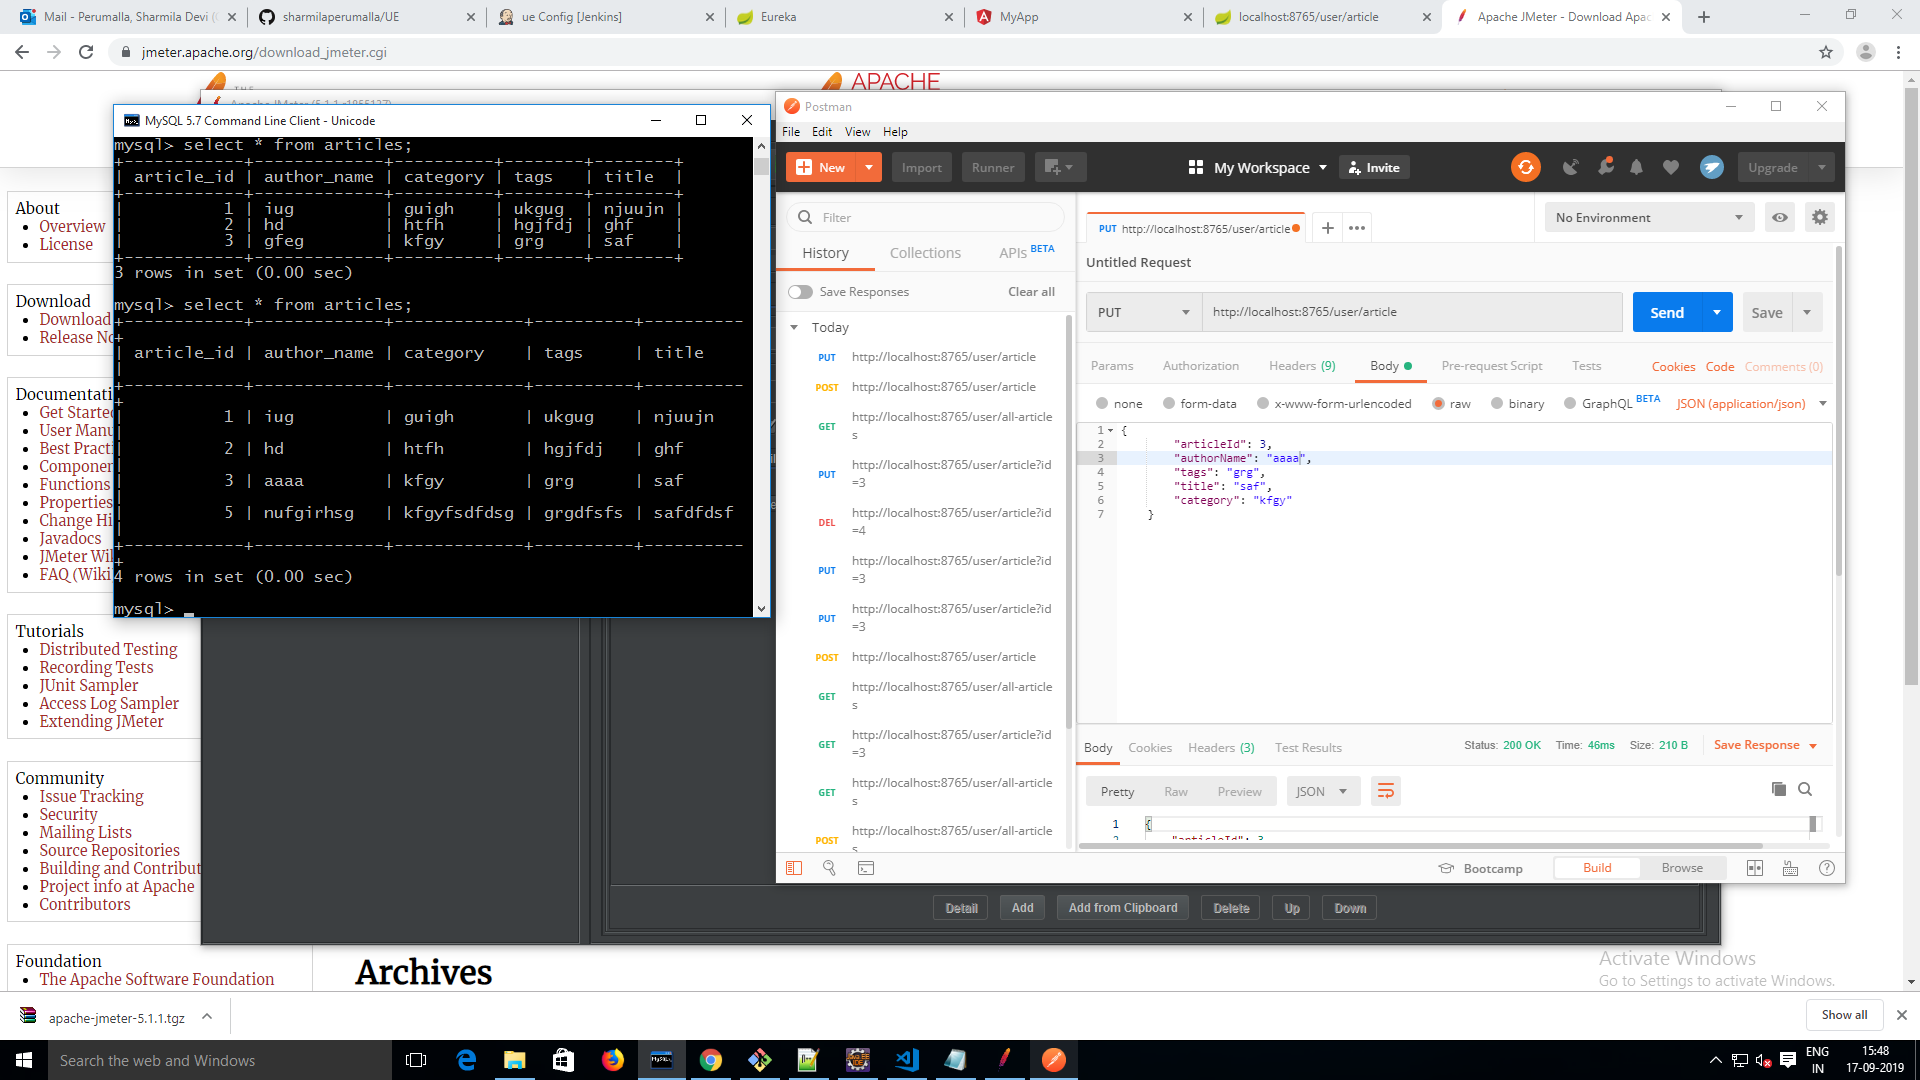 Mail - Perumalla, Sharmila Devi (
sharmilaperumalla/UE
ue Config [Jenkins]
Eureka
MyApp
localhost:8765/user/article
Apache JMeter - Download Apac
jmeter.apache.org/download_jmeter.cgi
APACHE
About
Overview
License
Download
Download
Release No
Documentati
Get Started
User Manu
Best Practi
Componen
Functions
Properties
Change Hi
Javadocs
JMeter Wi
FAQ (Wiki
Tutorials
Distributed Testing
Recording Tests
JUnit Sampler
Access Log Sampler
Extending JMeter
Community
Issue Tracking
Security
Mailing Lists
Source Repositories
Building and Contribut
Project info at Apache
Contributors
Foundation
The Apache Software Foundation
Archives
MySQL 5.7 Command Line Client - Unicode
mysql> select * from articles;
+------------+-------------+----------+--------+--------+
| article_id | author_name | category | tags   | title  |
+------------+-------------+----------+--------+--------+
|          1 | iug         | guigh    | ukgug  | njuujn |
|          2 | hd          | htfh     | hgjfdj | ghf    |
|          3 | gfeg        | kfgy     | grg    | saf    |
+------------+-------------+----------+--------+--------+
3 rows in set (0.00 sec)
mysql> select * from articles;
+------------+-------------+-------------+----------+----------
+
| article_id | author_name | category    | tags     | title
|
+------------+-------------+-------------+----------+----------
+
|          1 | iug         | guigh       | ukgug    | njuujn
|
|          2 | hd          | htfh        | hgjfdj   | ghf
|
|          3 | aaaa        | kfgy        | grg      | saf
|
|          5 | nufgirhsg   | kfgyfsdfdsg | grgdfsfs | safdfdsf
|
+------------+-------------+-------------+----------+----------
+
4 rows in set (0.00 sec)
mysql> _
Postman
File Edit View Help
New Import Runner My Workspace Invite Upgrade
Filter
History Collections APIs BETA
Save Responses Clear all
Today
PUT http://localhost:8765/user/article
POST http://localhost:8765/user/article
GET http://localhost:8765/user/all-article
s
PUT http://localhost:8765/user/article?id
=3
DEL http://localhost:8765/user/article?id
=4
PUT http://localhost:8765/user/article?id
=3
PUT http://localhost:8765/user/article?id
=3
POST http://localhost:8765/user/article
GET http://localhost:8765/user/all-article
s
GET http://localhost:8765/user/article?id
=3
GET http://localhost:8765/user/all-article
s
POST http://localhost:8765/user/all-article
s
PUT http://localhost:8765/user/article
No Environment
Untitled Request
PUT http://localhost:8765/user/article Send Save
Params Authorization Headers (9) Body Pre-request Script Tests Cookies Code Comments (0)
none form-data x-www-form-urlencoded raw binary GraphQL BETA JSON (application/json)
1 {
2 "articleId": 3,
3 "authorName": "aaaa",
4 "tags": "grg",
5 "title": "saf",
6 "category": "kfgy"
7 }
Body Cookies Headers (3) Test Results Status: 200 OK Time: 46ms Size: 210 B Save Response
Pretty Raw Preview JSON
1 {
2 "articleId": 3
Bootcamp Build Browse
Detail Add Add from Clipboard Delete Up Down
Activate Windows
Go to Settings to activate Windows.
apache-jmeter-5.1.1.tgz
Show all
Search the web and Windows
ENG
IN
15:48
17-09-2019